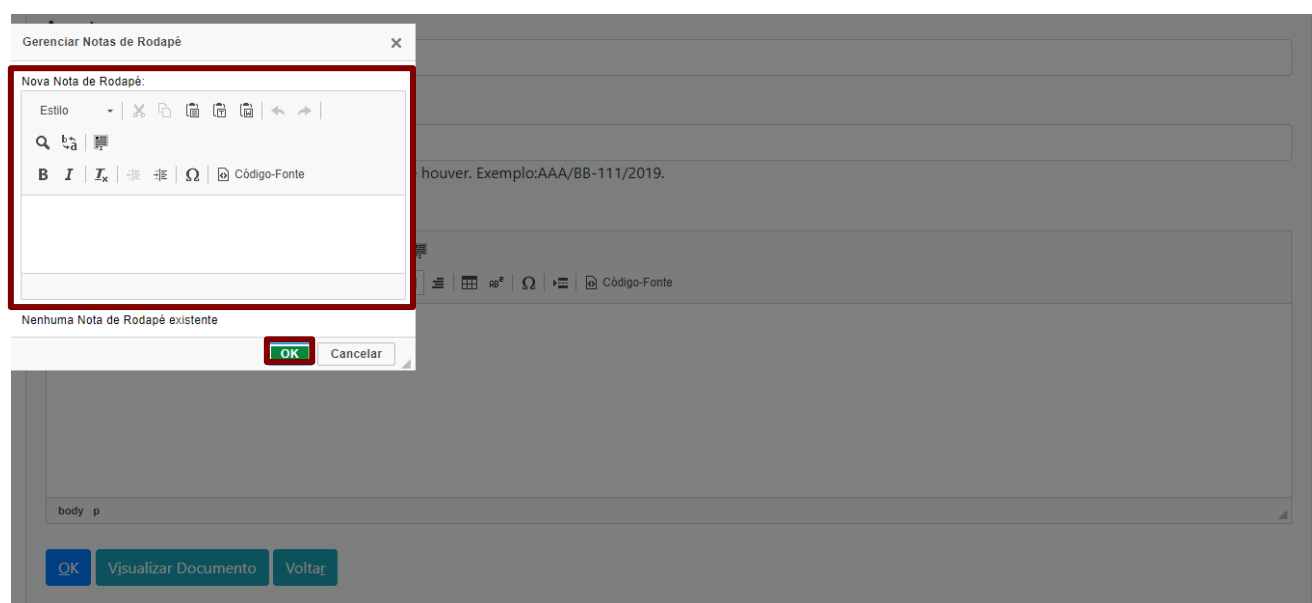 Gerenciar Notas de Rodapé
Nova Nota de Rodapé:
Estilo
B I Tx Ω Código-Fonte
houver. Exemplo:AAA/BB-111/2019.
Ω Código-Fonte
Nenhuma Nota de Rodapé existente
OK Cancelar
body p
OK Visualizar Documento Voltar